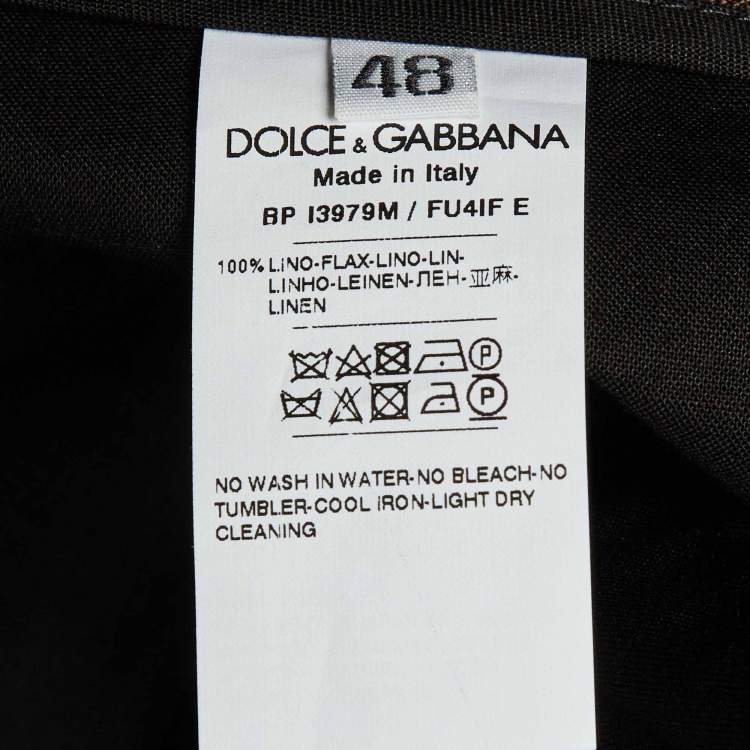 48
DOLCE & GABBANA
Made in Italy
BP I3979M / FU4IF E
100% LINO-FLAX-LINO-LIN-
LINHO-LEINEN-ЛЕН-亚麻-
LINEN
P
P
NO WASH IN WATER-NO BLEACH-NO
TUMBLER-COOL IRON-LIGHT DRY
CLEANING